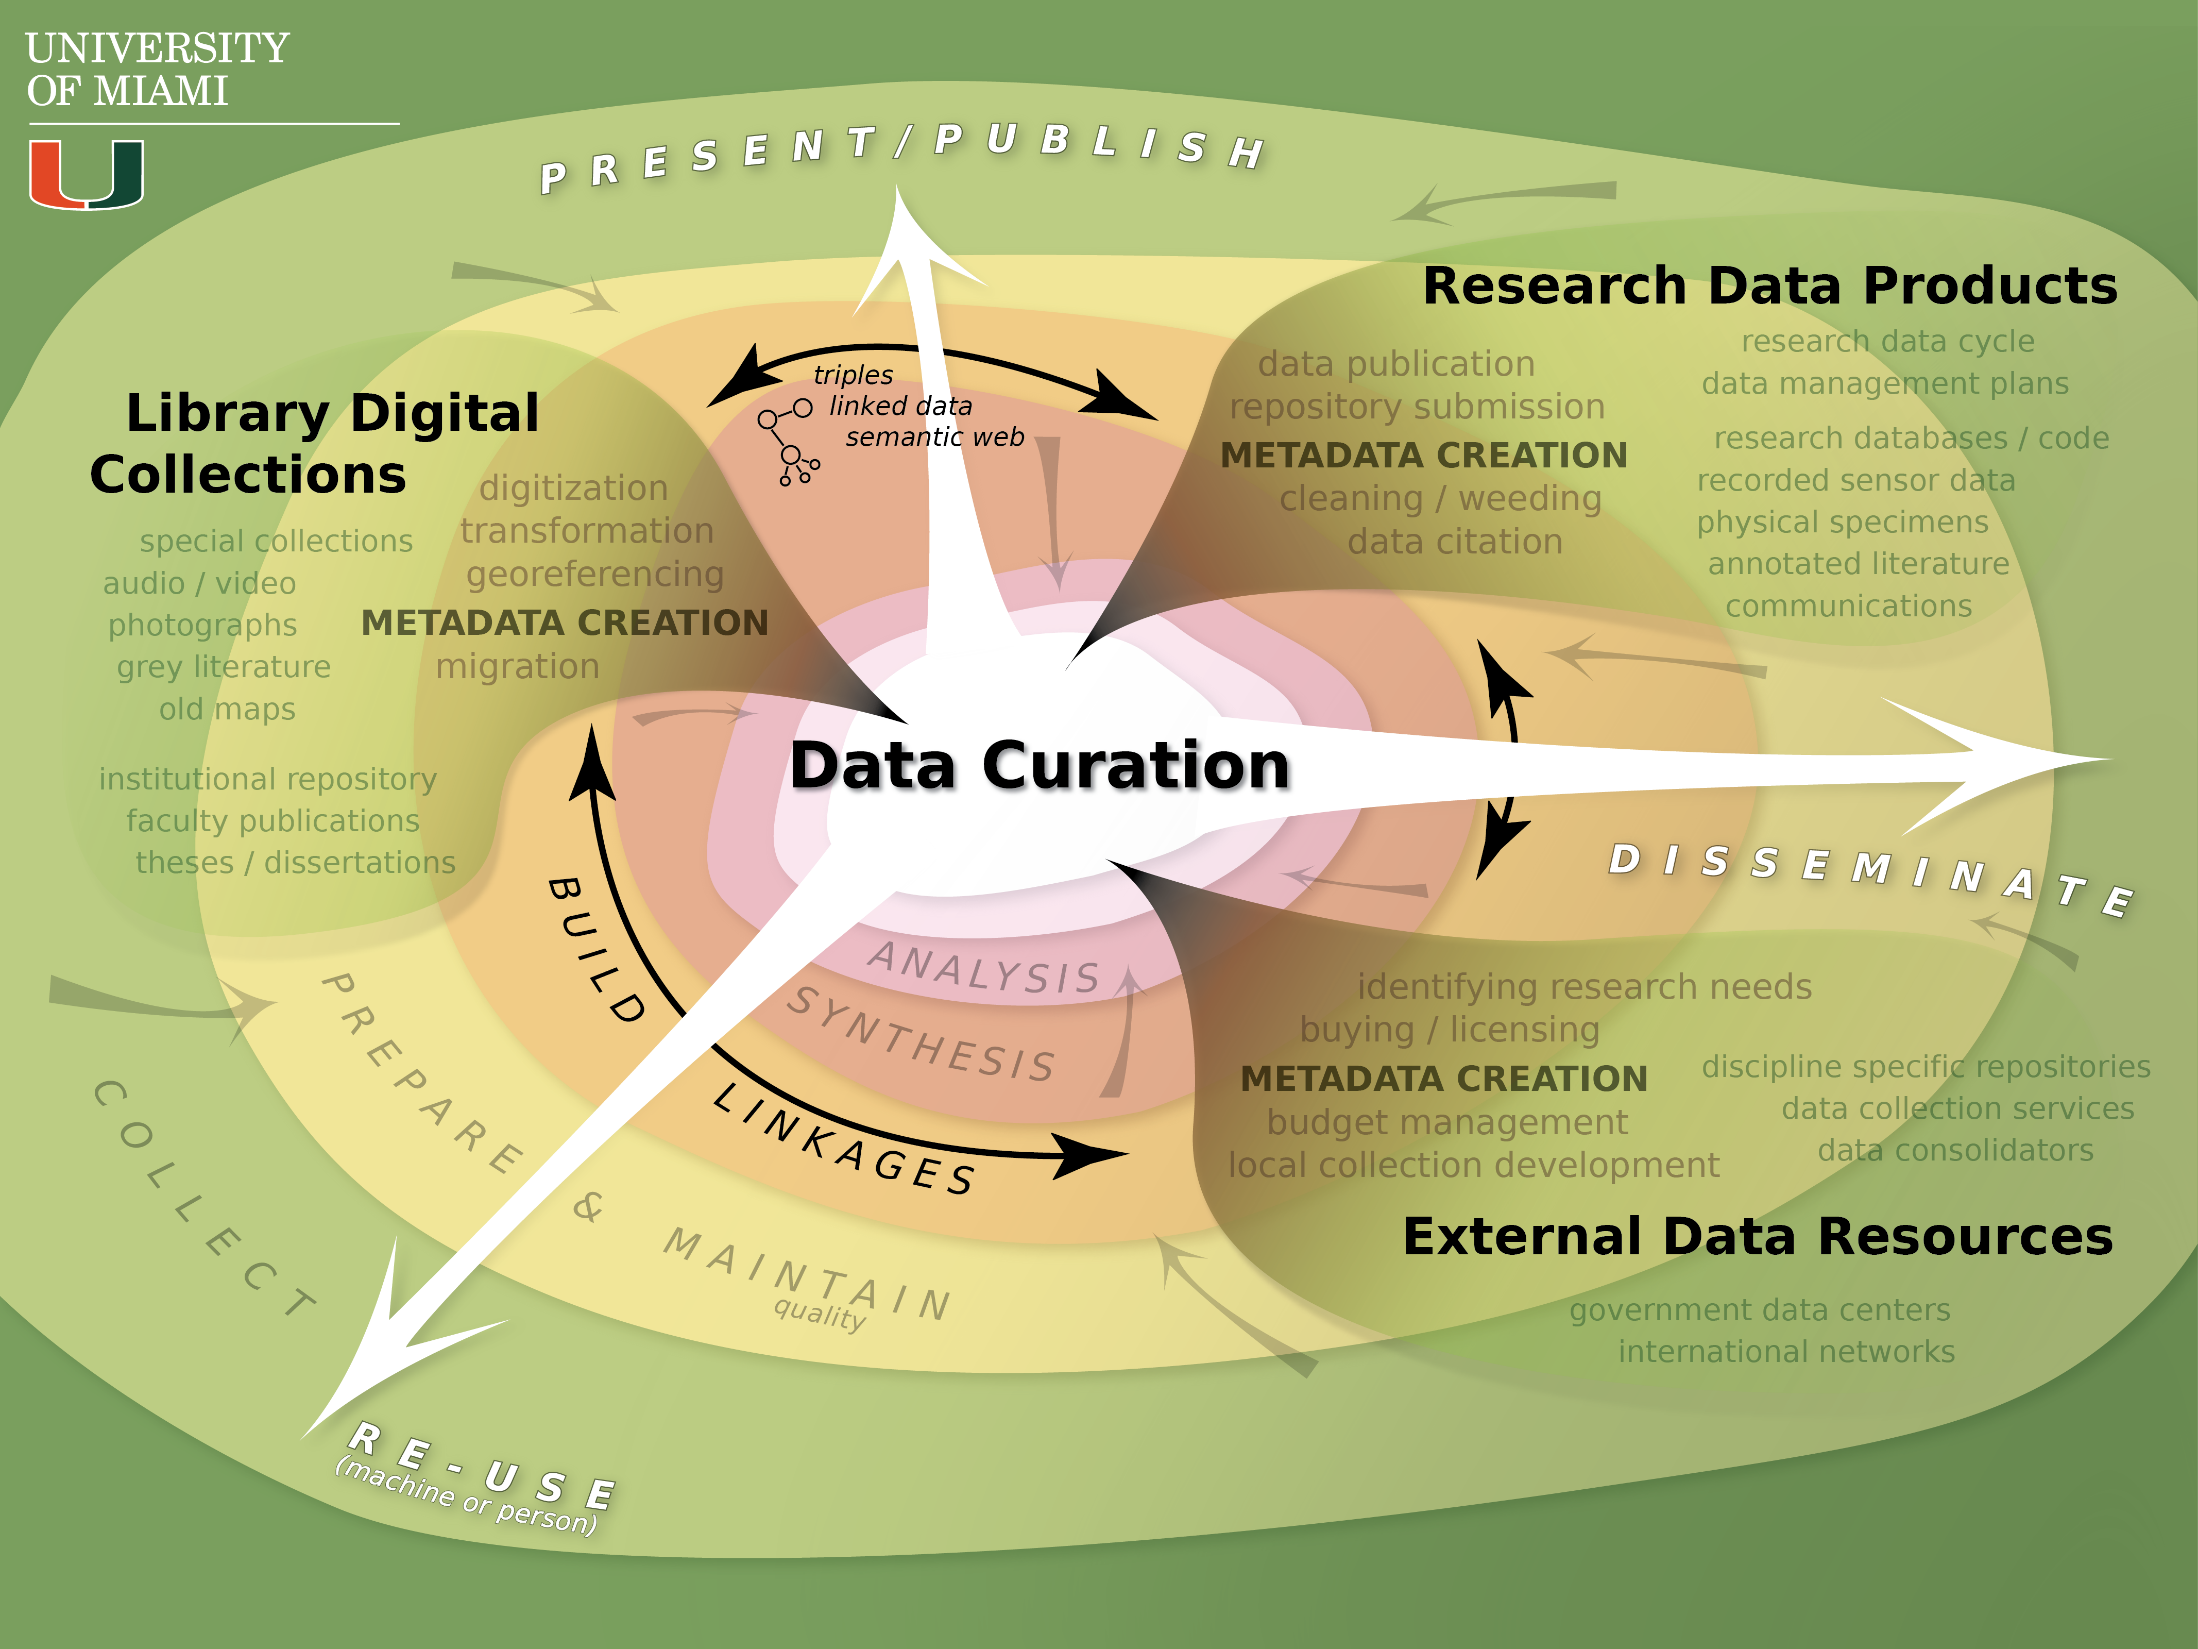 UNIVERSITY
OF MIAMI
PRESENT/PUBLISH
Library Digital
Collections
special collections
audio / video
photographs
grey literature
old maps
institutional repository
faculty publications
theses / dissertations
digitization
transformation
georeferencing
METADATA CREATION
migration
triples
linked data
semantic web
Research Data Products
research data cycle
data management plans
research databases / code
recorded sensor data
physical specimens
annotated literature
communications
data publication
repository submission
METADATA CREATION
cleaning / weeding
data citation
Data Curation
DISSEMINATE
ANALYSIS
SYNTHESIS
BUILD
LINKAGES
PREPARE & MAINTAIN
quality
COLLECT
RE-USE
(machine or person)
identifying research needs
buying / licensing
METADATA CREATION
budget management
local collection development
discipline specific repositories
data collection services
data consolidators
External Data Resources
government data centers
international networks